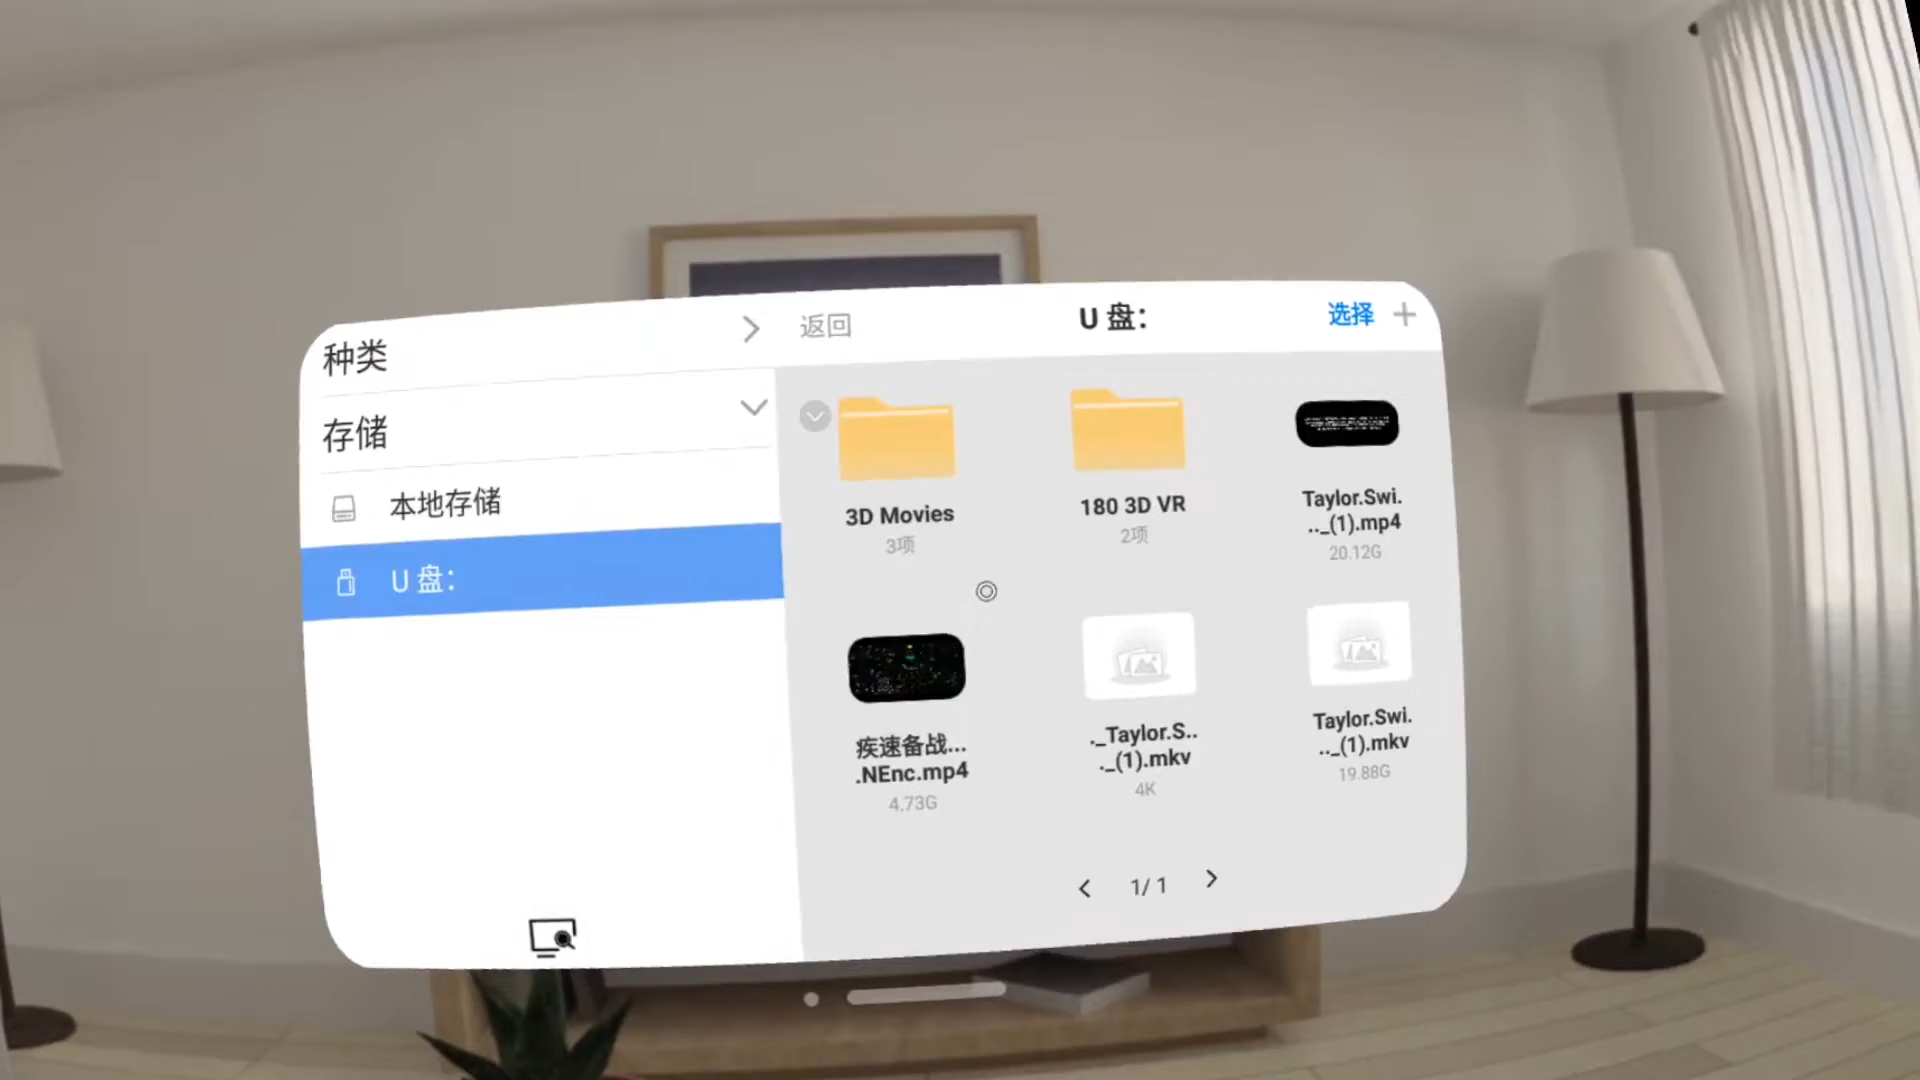 种类
存储
本地存储
U 盘：
返回
U 盘：
选择
3D Movies
3项
180 3D VR
2项
Taylor.Swi.
.._(1).mp4
20.12G
疾速备战...
.NEnc.mp4
4.73G
._Taylor.S..
._(1).mkv
4K
Taylor.Swi.
.._(1).mkv
19.88G
1/ 1